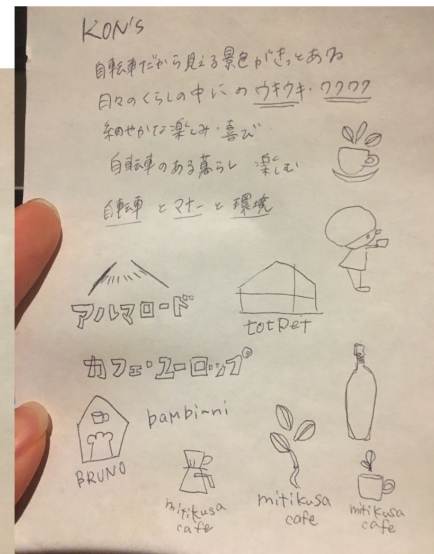 KON's
自転車だから見える景色がきっとある
日々のくらしの中にのウキウキ・ワクワク
細やかな楽しみ・喜び
自転車のある暮らし 楽しむ
自転車とマナーと環境
アルマロード
totpet
カフェ・ユーロップ
bambinni
BRUNO
mitikusa
cafe
mitikusa
cafe
mitikusa
cafe